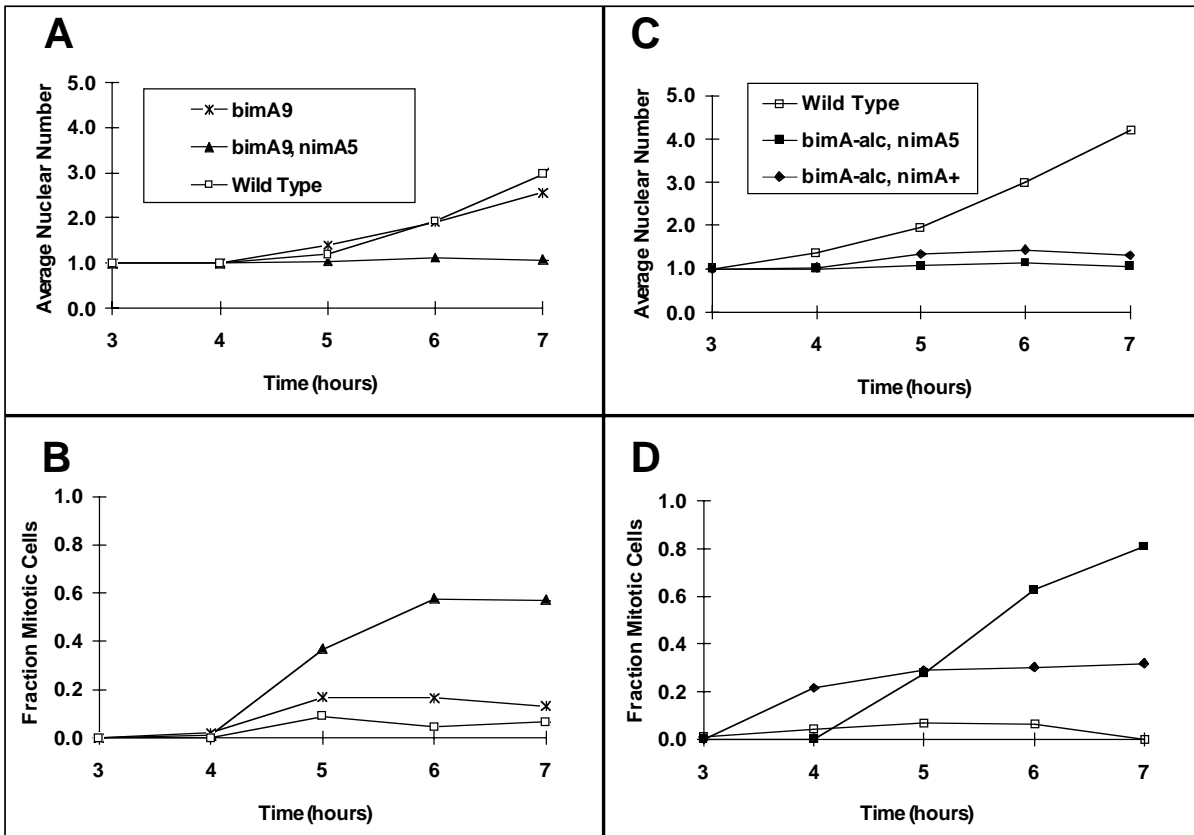 A
5.0
4.0
3.0
2.0
1.0
0.0
Average Nuclear Number
bimA9
bimA9, nimA5
Wild Type
3 4 5 6 7
Time (hours)
C
5.0
4.0
3.0
2.0
1.0
0.0
Average Nuclear Number
Wild Type
bimA-alc, nimA5
bimA-alc, nimA+
3 4 5 6 7
Time (hours)
B
1.0
0.8
0.6
0.4
0.2
0.0
Fraction Mitotic Cells
3 4 5 6 7
Time (hours)
D
1.0
0.8
0.6
0.4
0.2
0.0
Fraction Mitotic Cells
3 4 5 6 7
Time (hours)